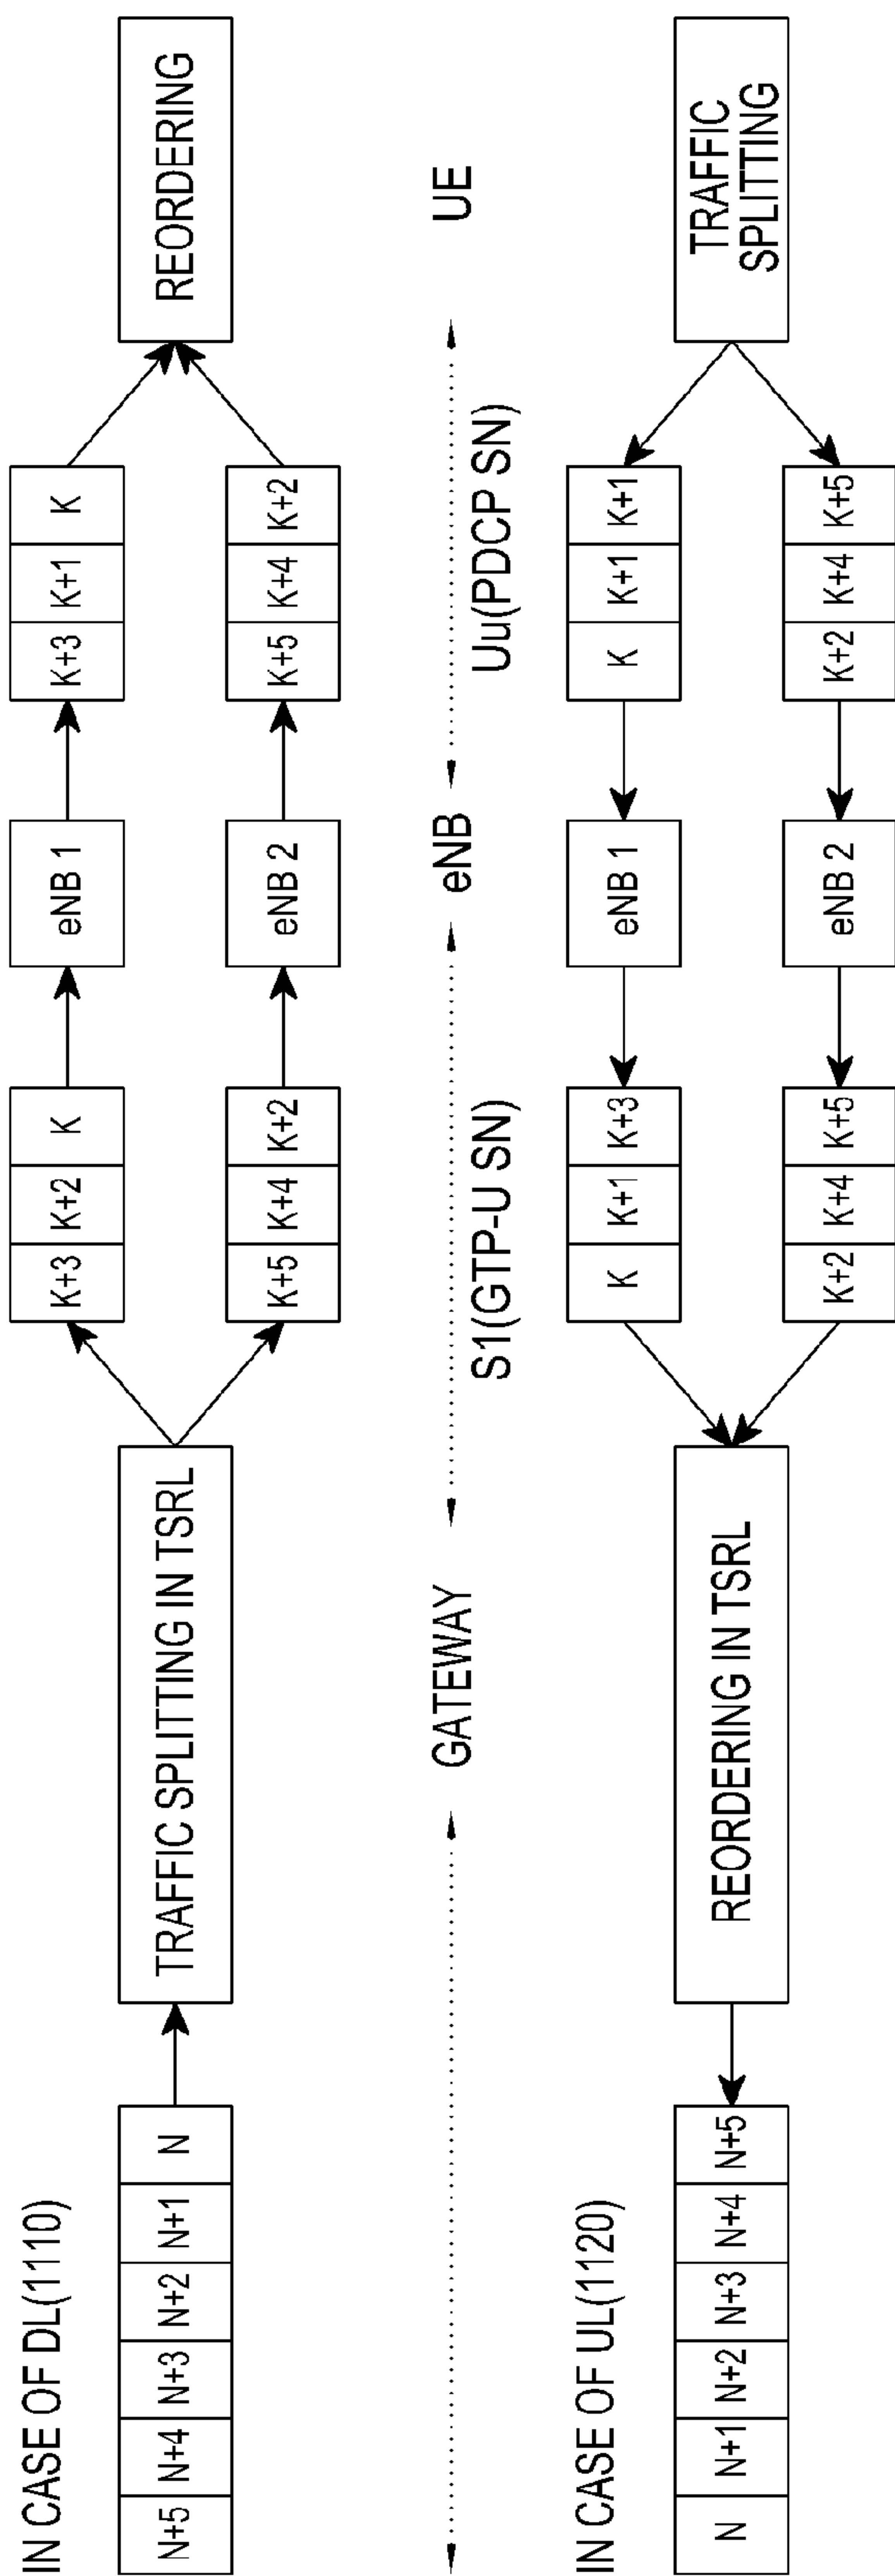 IN CASE OF DL(1110)
N+5 N+4 N+3 N+2 N+1 N
TRAFFIC SPLITTING IN TSRL
K+3 K+2 K
eNB 1
K+3 K+1 K
K+5 K+4 K+2
eNB 2
K+5 K+4 K+2
REORDERING
GATEWAY
S1(GTP-U SN)
eNB
Uu(PDCP SN)
UE
IN CASE OF UL(1120)
N N+1 N+2 N+3 N+4 N+5
REORDERING IN TSRL
K K+1 K+3
eNB 1
K K+1 K+1
K+2 K+4 K+5
eNB 2
K+2 K+4 K+5
TRAFFIC
SPLITTING